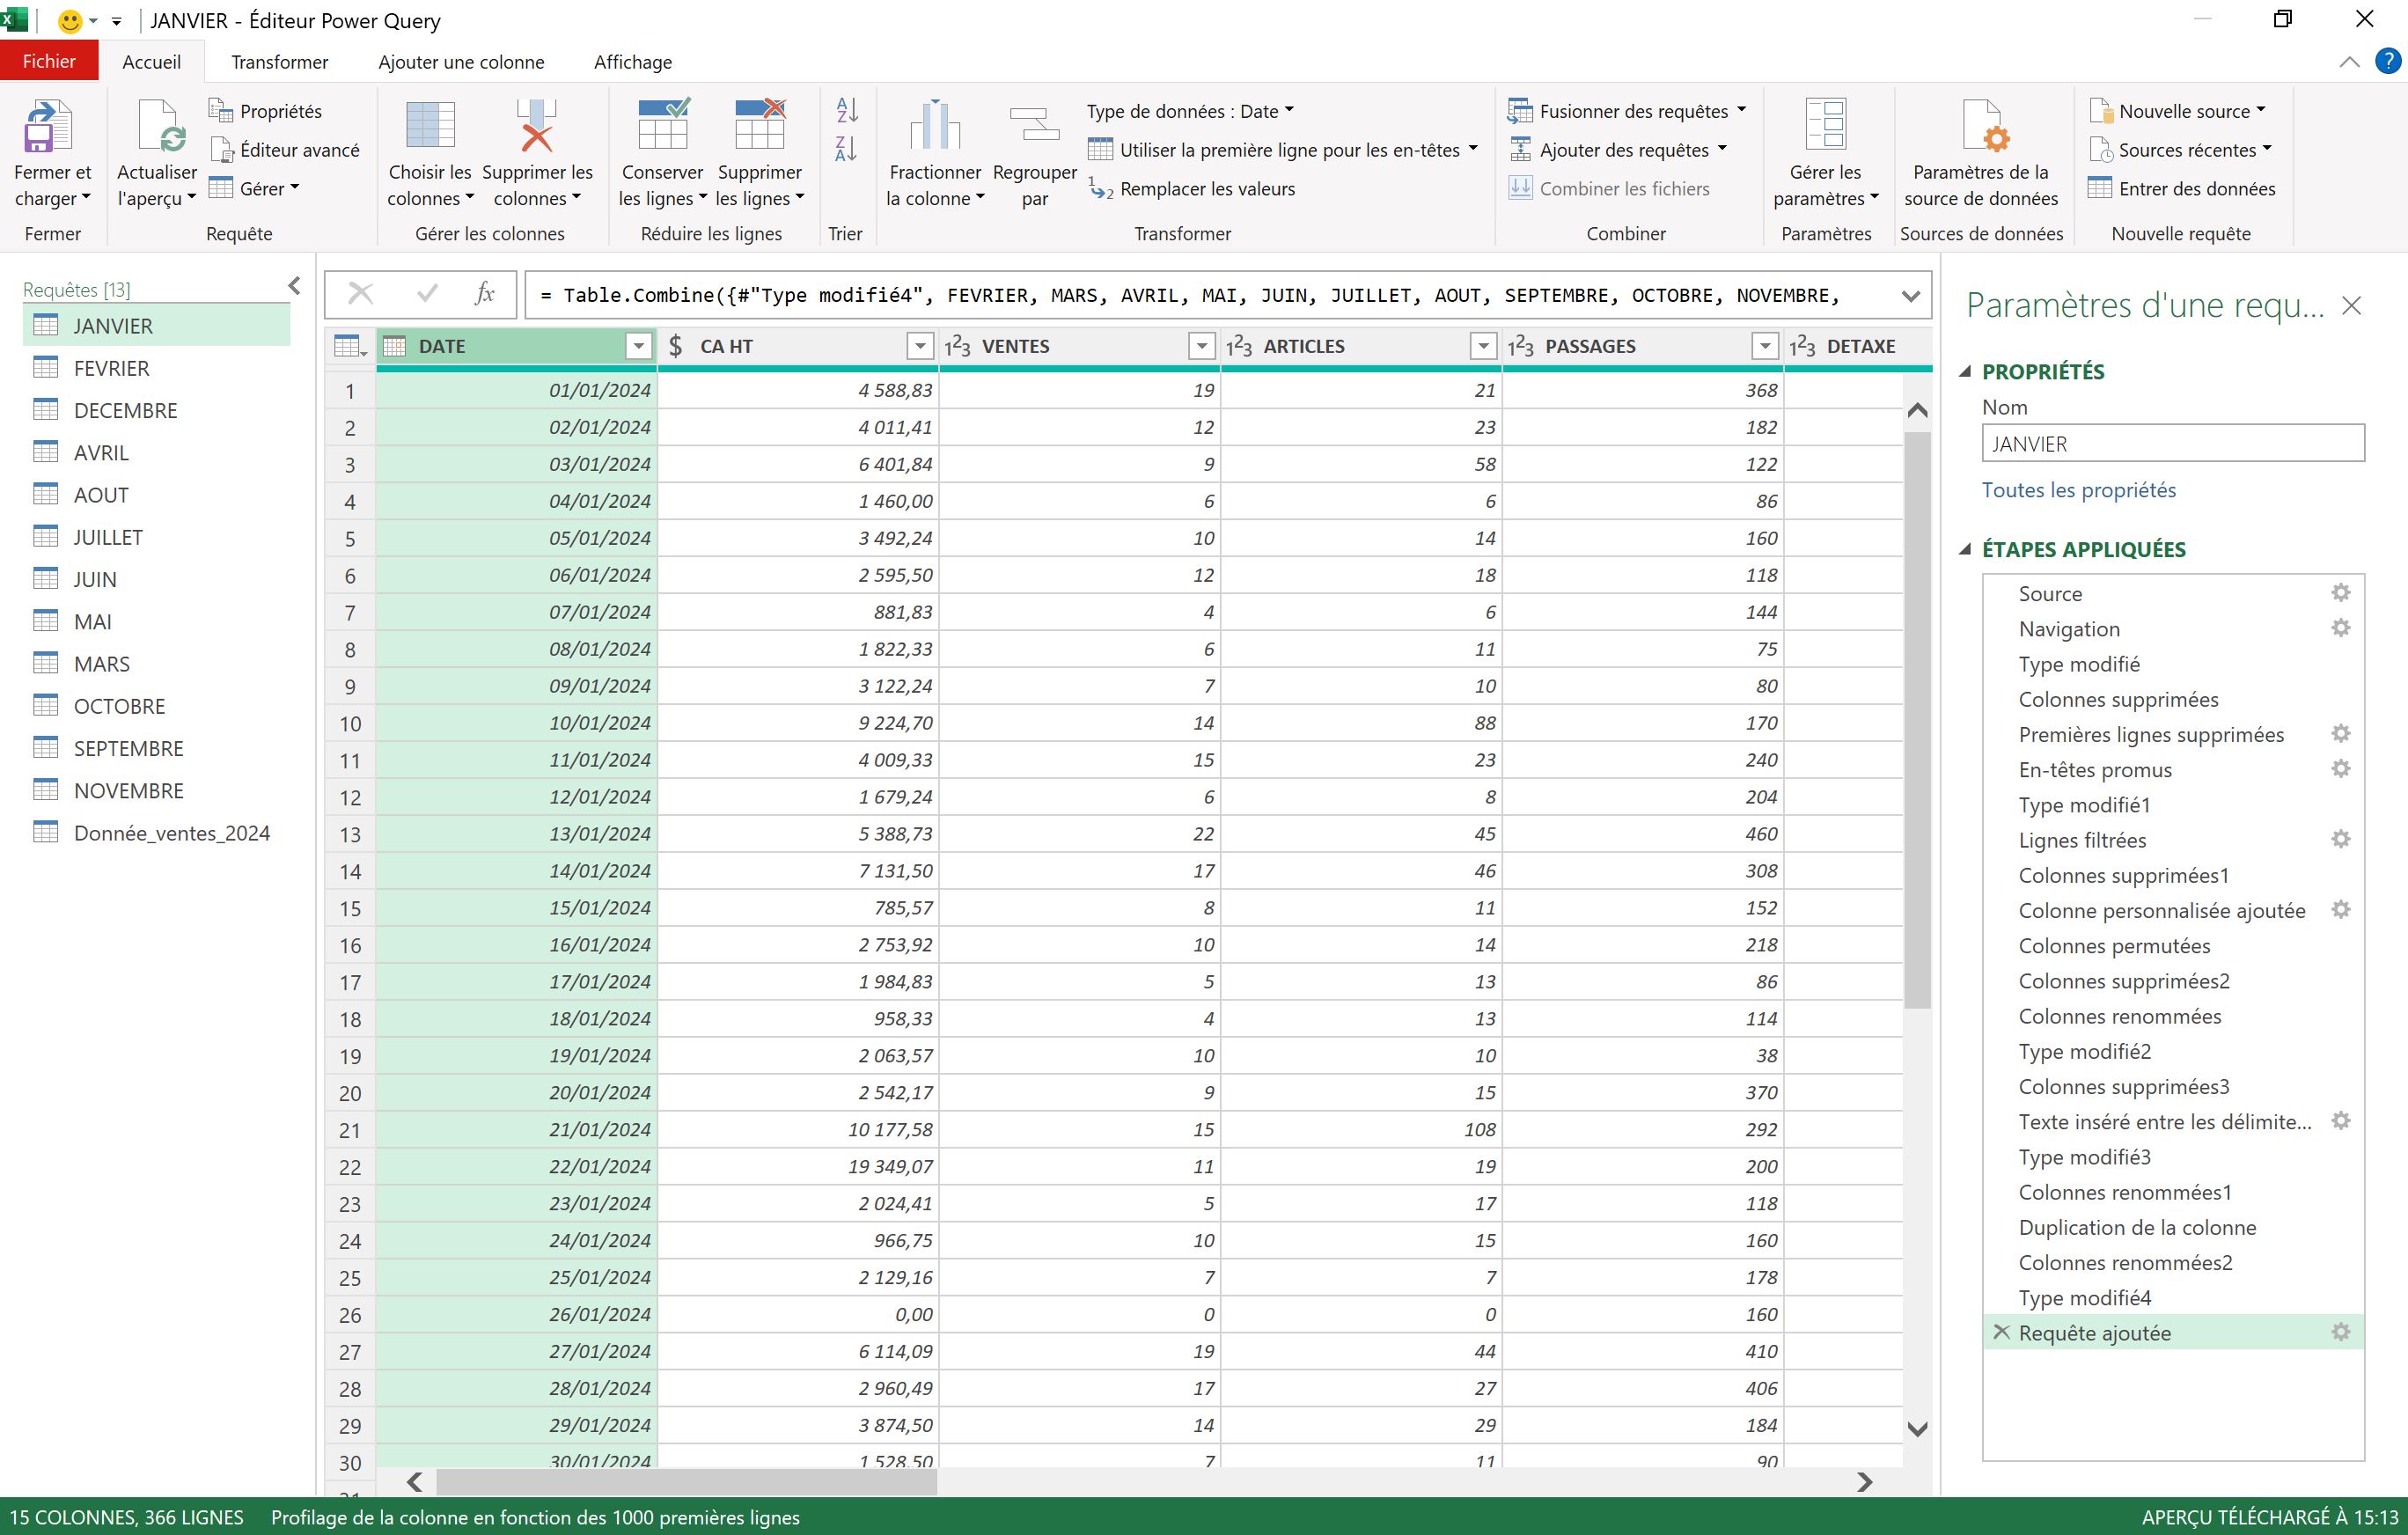 JANVIER - Éditeur Power Query
Fichier Accueil Transformer Ajouter une colonne Affichage ?
Fermer et charger
Fermer
Actualiser l'aperçu
Propriétés
Éditeur avancé
Gérer
Requête
Choisir les colonnes
Supprimer les colonnes
Gérer les colonnes
Conserver les lignes
Supprimer les lignes
Réduire les lignes
A Z
Z A
Trier
Fractionner la colonne
Regrouper par
Type de données : Date
Utiliser la première ligne pour les en-têtes
1 2 Remplacer les valeurs
Transformer
Fusionner des requêtes
Ajouter des requêtes
Combiner les fichiers
Combiner
Gérer les paramètres
Paramètres
Paramètres de la source de données
Sources de données
Nouvelle source
Sources récentes
Entrer des données
Nouvelle requête
Requêtes [13]
JANVIER
FEVRIER
DECEMBRE
AVRIL
AOUT
JUILLET
JUIN
MAI
MARS
OCTOBRE
SEPTEMBRE
NOVEMBRE
Donnée_ventes_2024
fx = Table.Combine({#"Type modifié4", FEVRIER, MARS, AVRIL, MAI, JUIN, JUILLET, AOUT, SEPTEMBRE, OCTOBRE, NOVEMBRE,
DATE $ CA HT 123 VENTES 123 ARTICLES 123 PASSAGES 123 DETAXE
1 01/01/2024 4 588,83 19 21 368
2 02/01/2024 4 011,41 12 23 182
3 03/01/2024 6 401,84 9 58 122
4 04/01/2024 1 460,00 6 6 86
5 05/01/2024 3 492,24 10 14 160
6 06/01/2024 2 595,50 12 18 118
7 07/01/2024 881,83 4 6 144
8 08/01/2024 1 822,33 6 11 75
9 09/01/2024 3 122,24 7 10 80
10 10/01/2024 9 224,70 14 88 170
11 11/01/2024 4 009,33 15 23 240
12 12/01/2024 1 679,24 6 8 204
13 13/01/2024 5 388,73 22 45 460
14 14/01/2024 7 131,50 17 46 308
15 15/01/2024 785,57 8 11 152
16 16/01/2024 2 753,92 10 14 218
17 17/01/2024 1 984,83 5 13 86
18 18/01/2024 958,33 4 13 114
19 19/01/2024 2 063,57 10 10 38
20 20/01/2024 2 542,17 9 15 370
21 21/01/2024 10 177,58 15 108 292
22 22/01/2024 19 349,07 11 19 200
23 23/01/2024 2 024,41 5 17 118
24 24/01/2024 966,75 10 15 160
25 25/01/2024 2 129,16 7 7 178
26 26/01/2024 0,00 0 0 160
27 27/01/2024 6 114,09 19 44 410
28 28/01/2024 2 960,49 17 27 406
29 29/01/2024 3 874,50 14 29 184
30 30/01/2024 1 528,50 7 11 90
Paramètres d'une requ...
PROPRIÉTÉS
Nom
JANVIER
Toutes les propriétés
ÉTAPES APPLIQUÉES
Source
Navigation
Type modifié
Colonnes supprimées
Premières lignes supprimées
En-têtes promus
Type modifié1
Lignes filtrées
Colonnes supprimées1
Colonne personnalisée ajoutée
Colonnes permutées
Colonnes supprimées2
Colonnes renommées
Type modifié2
Colonnes supprimées3
Texte inséré entre les délimite...
Type modifié3
Colonnes renommées1
Duplication de la colonne
Colonnes renommées2
Type modifié4
Requête ajoutée
15 COLONNES, 366 LIGNES Profilage de la colonne en fonction des 1000 premières lignes APERÇU TÉLÉCHARGÉ À 15:13